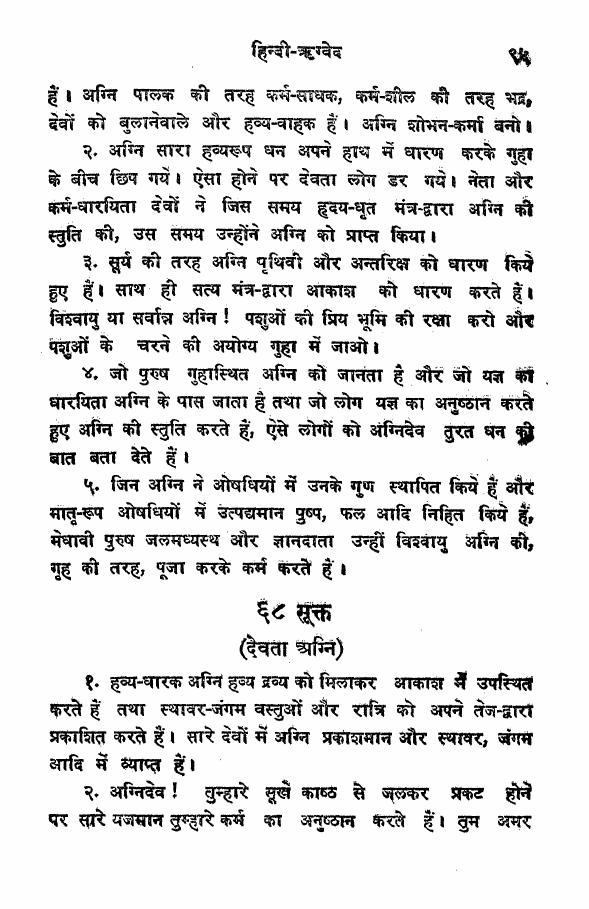 हिन्दी-ऋग्वेद ९५
हैं। अग्नि पालक की तरह कर्म-साधक, कर्म-शील की तरह भद्र,
देवों को बुलानेवाले और हव्य-वाहक हैं। अग्नि शोभन-कर्मा बनो।
२. अग्नि सारा हव्यरूप धन अपने हाथ में धारण करके गुहा
के बीच छिप गये। ऐसा होने पर देवता लोग डर गये। नेता और
कर्म-धारयिता देवों ने जिस समय हृदय-धृत मंत्र-द्वारा अग्नि की
स्तुति की, उस समय उन्होंने अग्नि को प्राप्त किया।
३. सूर्य की तरह अग्नि पृथिवी और अन्तरिक्ष को धारण किये
हुए हैं। साथ ही सत्य मंत्र-द्वारा आकाश को धारण करते हैं।
विश्वायु या सर्वान्न अग्नि! पशुओं की प्रिय भूमि की रक्षा करो और
पशुओं के चरने की अयोग्य गुहा में जाओ।
४. जो पुरुष गुहास्थित अग्नि को जानता है और जो यज्ञ का
धारयिता अग्नि के पास जाता है तथा जो लोग यज्ञ का अनुष्ठान करते
हुए अग्नि की स्तुति करते हैं, ऐसे लोगों को अग्निदेव तुरत धन की
बात बता देते हैं।
५. जिन अग्नि ने ओषधियों में उनके गुण स्थापित किये हैं और
मातृ-रूप ओषधियों में उत्पद्यमान पुष्प, फल आदि निहित किये हैं,
मेधावी पुरुष जलमध्यस्थ और ज्ञानदाता उन्हीं विश्वायु अग्नि की,
गृह की तरह, पूजा करके कर्म करते हैं।
६८ सूक्त
(देवता अग्नि)
१. हव्य-धारक अग्नि हव्य द्रव्य को मिलाकर आकाश में उपस्थित
करते हैं तथा स्थावर-जंगम वस्तुओं और रात्रि को अपने तेज-द्वारा
प्रकाशित करते हैं। सारे देवों में अग्नि प्रकाशमान और स्थावर, जंगम
आदि में व्याप्त हैं।
२. अग्निदेव! तुम्हारे सूखे काष्ठ से जलकर प्रकट होने
पर सारे यजमान तुम्हारे कर्म का अनुष्ठान करते हैं। तुम अमर